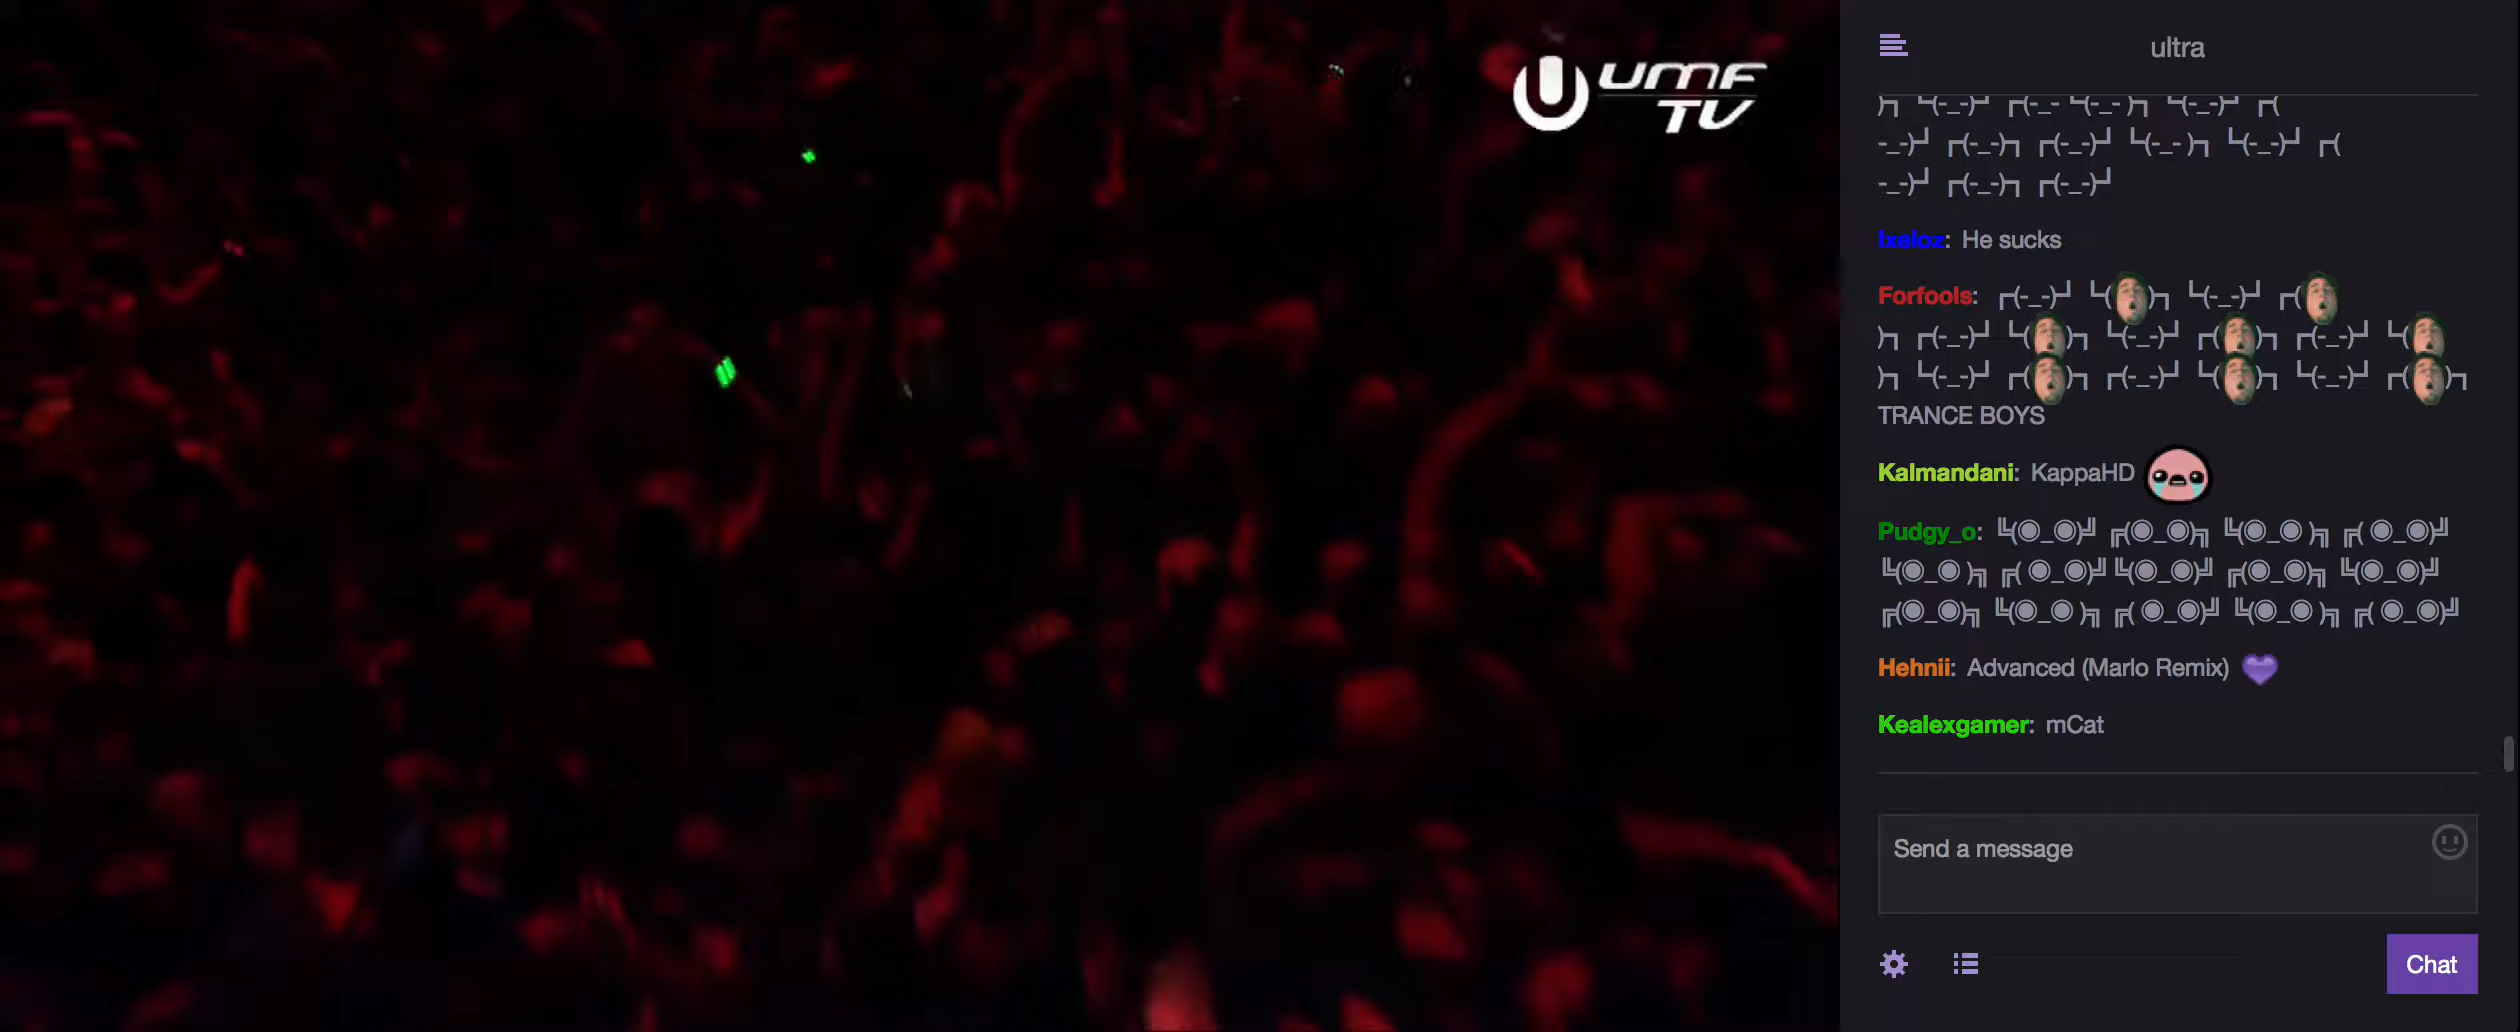 UMF
TV
ultra
)┓ ┗(-_-)┛ ┏(-_- ┗(-_- )┓ ┗(-_-)┛ ┏(
-_-)┛ ┏(-_-)┓ ┏(-_-)┛ ┗(-_- )┓ ┗(-_-)┛ ┏(
-_-)┛ ┏(-_-)┓ ┏(-_-)┛
Ixeloz: He sucks
Forfools: ┏(-_-)┛ ┗( )┓ ┗(-_-)┛ ┏(
)┓ ┏(-_-)┛ ┗( )┓ ┗(-_-)┛ ┏( )┓ ┏(-_-)┛ ┗(
)┓ ┗(-_-)┛ ┏( )┓ ┏(-_-)┛ ┗( )┓ ┗(-_-)┛ ┏( )┓
TRANCE BOYS
Kalmandani: KappaHD
Pudgy_o: ╚(◉_◉)╝ ╔(◉_◉)╗ ╚(◉_◉ )╗ ╔( ◉_◉)╝
╚(◉_◉ )╗ ╔( ◉_◉)╝╚(◉_◉)╝ ╔(◉_◉)╗ ╚(◉_◉)╝
╔(◉_◉)╗ ╚(◉_◉ )╗ ╔( ◉_◉)╝ ╚(◉_◉ )╗ ╔( ◉_◉)╝
Hehnii: Advanced (Marlo Remix)
Kealexgamer: mCat
Send a message
Chat